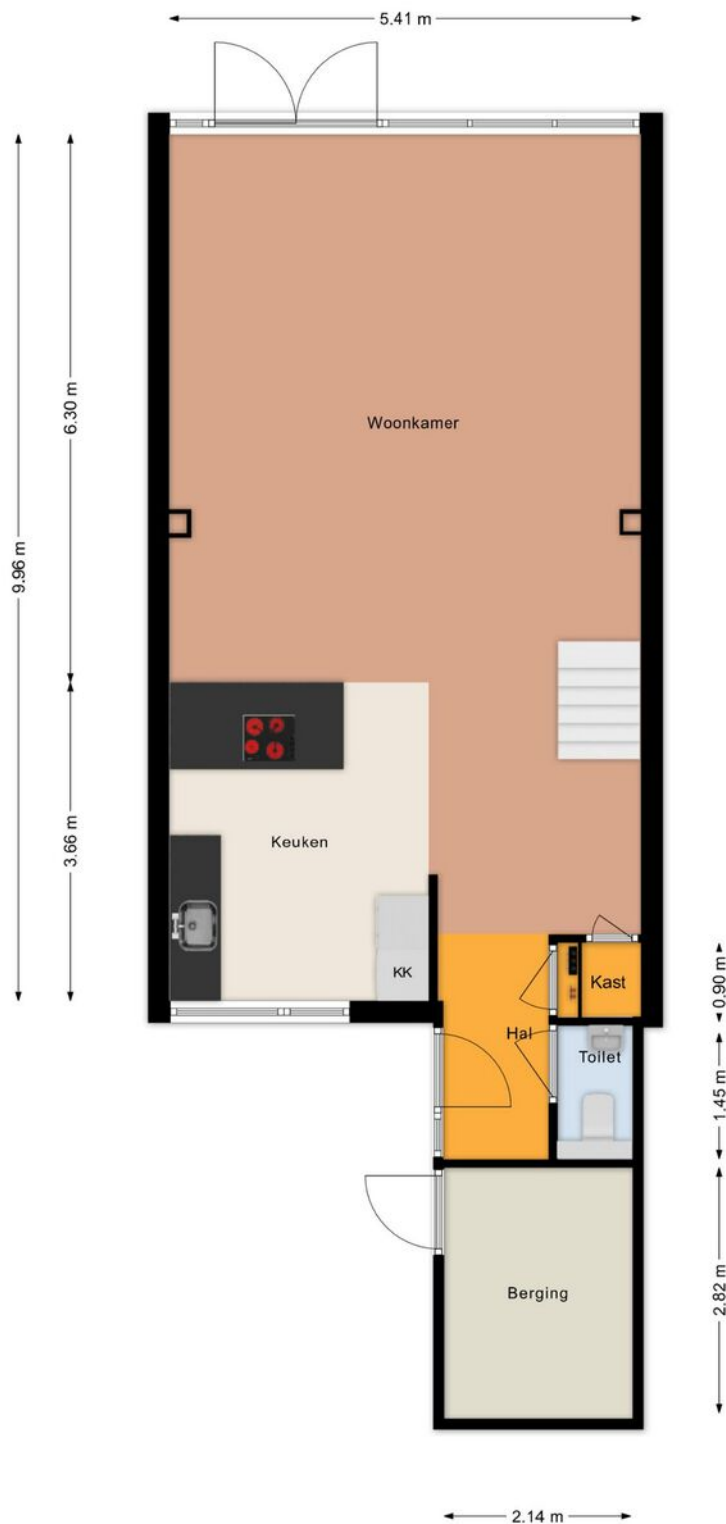 5.41 m
6.30 m
Woonkamer
9.96 m
3.66 m
Keuken
KK
Kast
0.90 m
Hal
Toilet
1.45 m
Berging
2.82 m
2.14 m